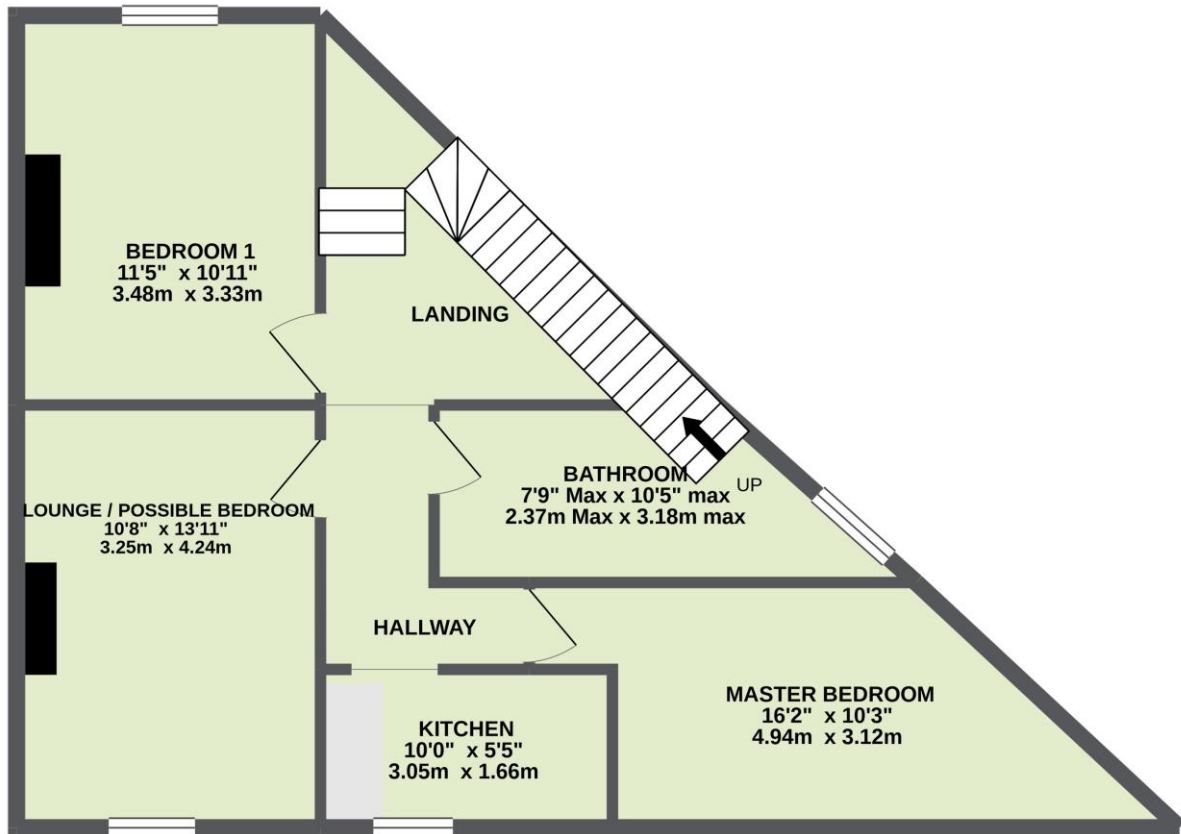 BEDROOM 1
11'5" x 10'11"
3.48m x 3.33m
LANDING
BATHROOM
7'9" Max x 10'5" max
2.37m Max x 3.18m max
UP
LOUNGE / POSSIBLE BEDROOM
10'8" x 13'11"
3.25m x 4.24m
HALLWAY
MASTER BEDROOM
16'2" x 10'3"
4.94m x 3.12m
KITCHEN
10'0" x 5'5"
3.05m x 1.66m